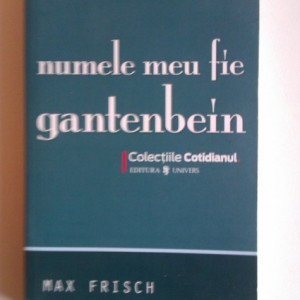 numele meu fie
gantenbein
Colecțiile Cotidianul
EDITURA UNIVERS
MAX FRISCH